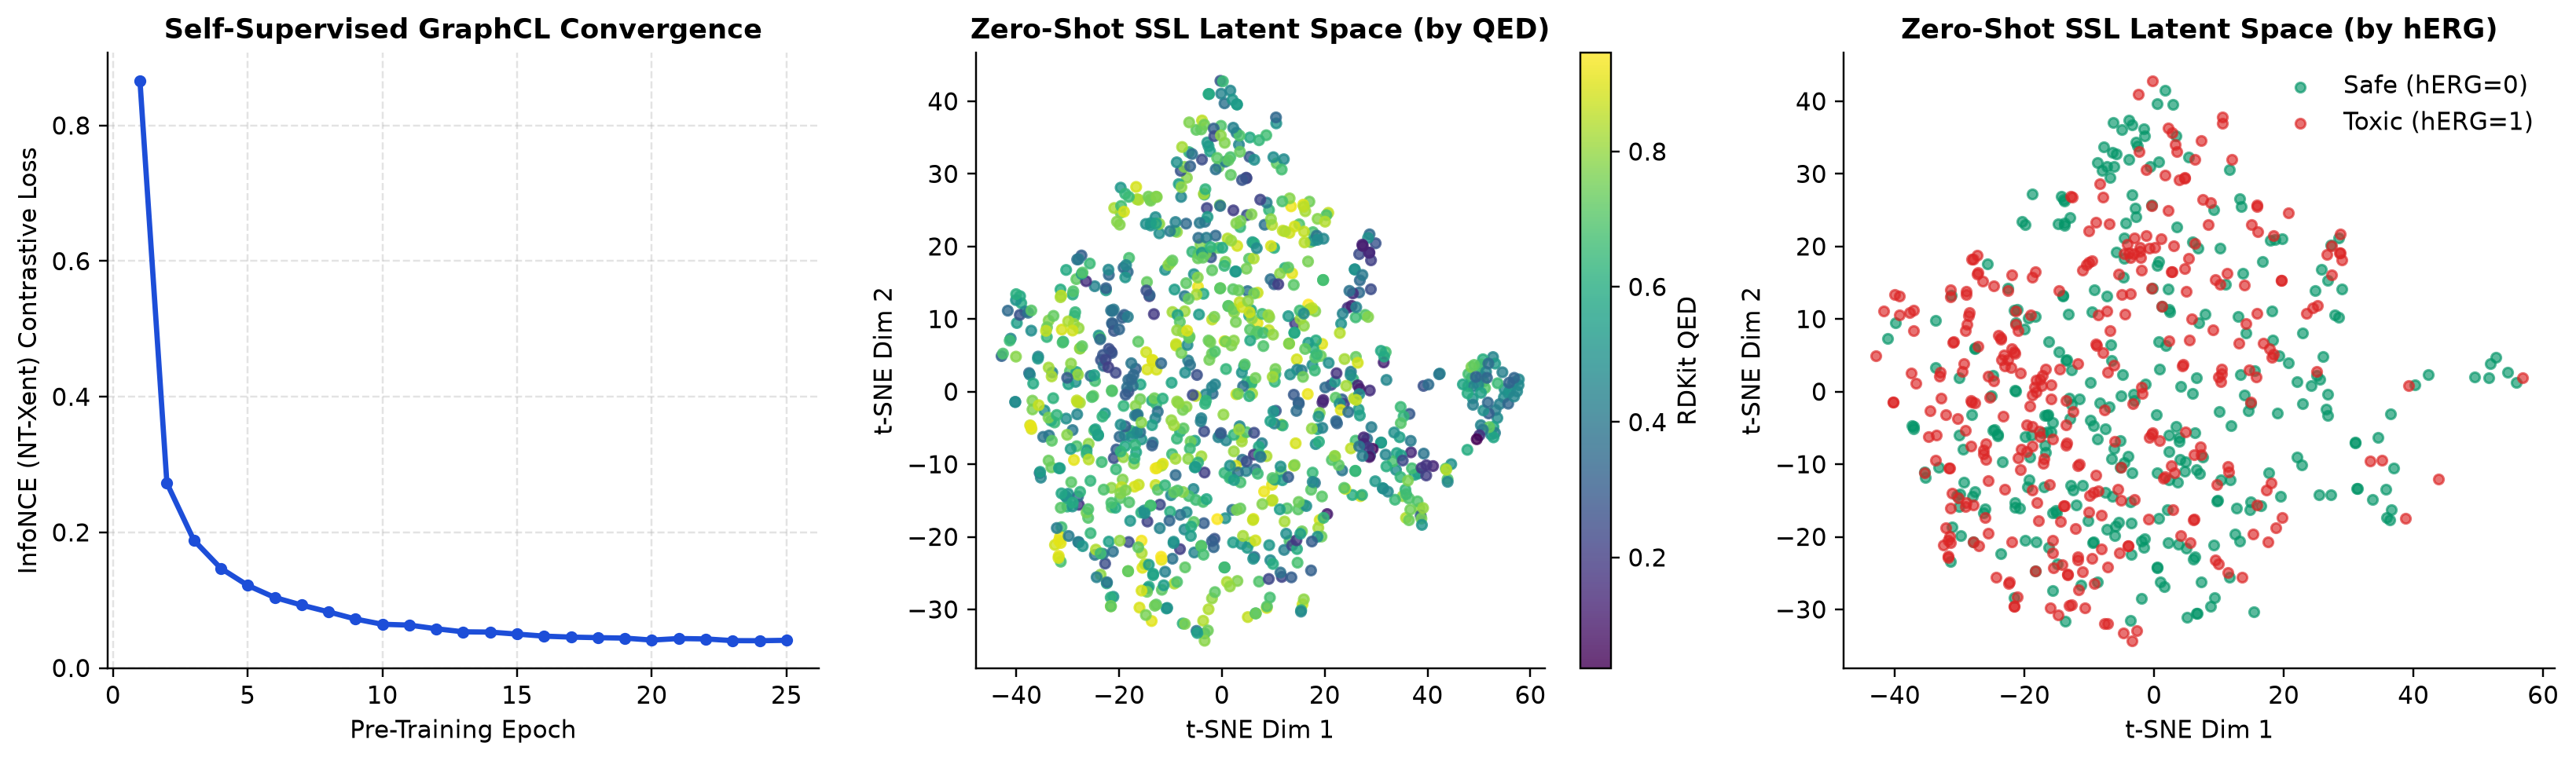 Self-Supervised GraphCL Convergence
InfoNCE (NT-Xent) Contrastive Loss
0.8
0.6
0.4
0.2
0.0
0 5 10 15 20 25
Pre-Training Epoch
Zero-Shot SSL Latent Space (by QED)
t-SNE Dim 2
40
30
20
10
0
−10
−20
−30
−40 −20 0 20 40 60
t-SNE Dim 1
0.8
0.6
0.4
0.2
RDKit QED
Zero-Shot SSL Latent Space (by hERG)
Safe (hERG=0)
Toxic (hERG=1)
t-SNE Dim 2
40
30
20
10
0
−10
−20
−30
−40 −20 0 20 40 60
t-SNE Dim 1